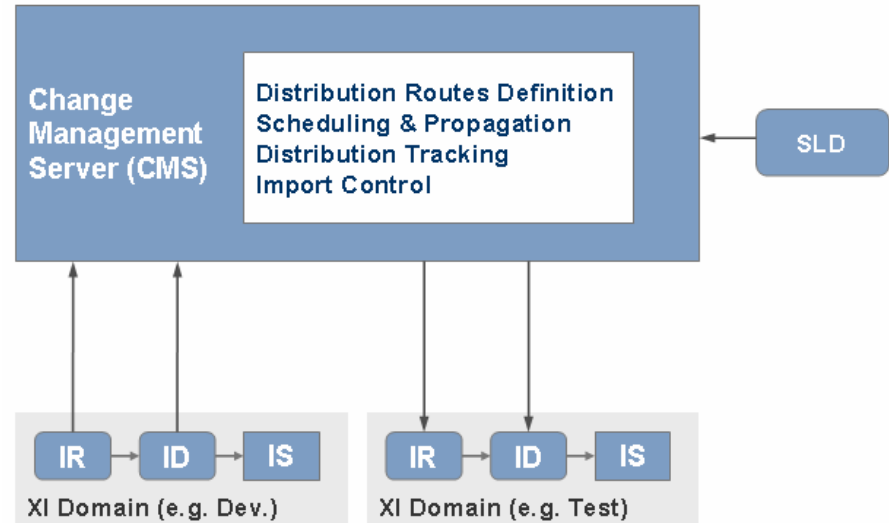 Change
Management
Server (CMS)
Distribution Routes Definition
Scheduling & Propagation
Distribution Tracking
Import Control
SLD
IR
ID
IS
XI Domain (e.g. Dev.)
IR
ID
IS
XI Domain (e.g. Test)